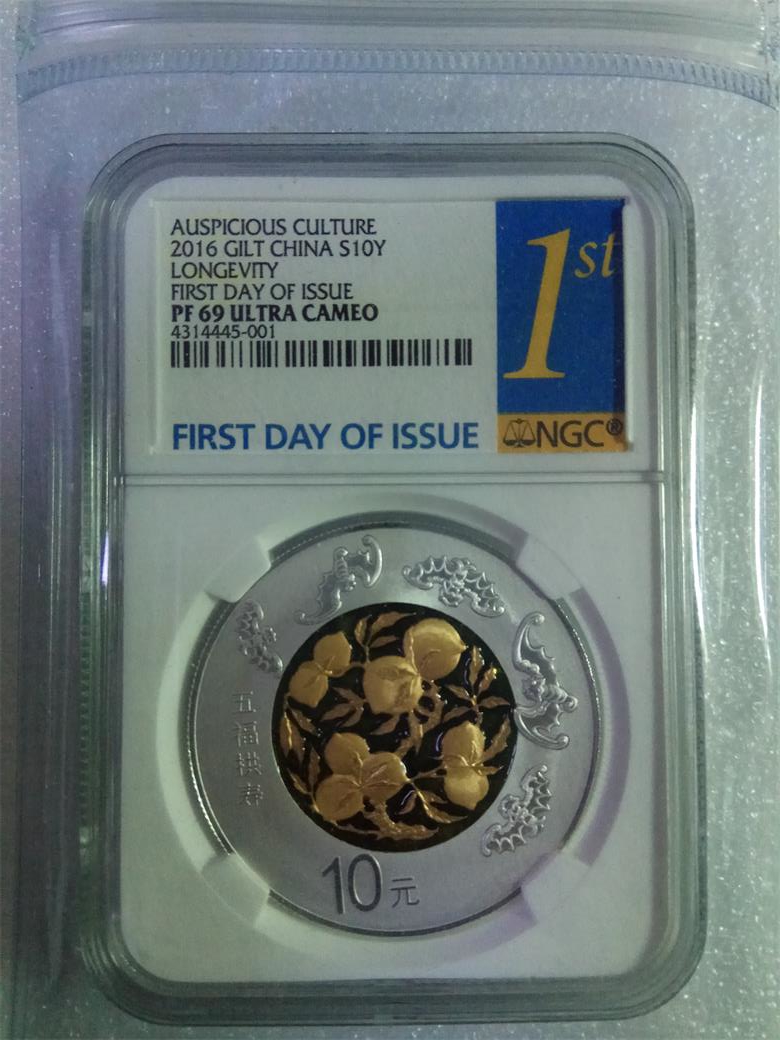 AUSPICIOUS CULTURE
2016 GILT CHINA S10Y
LONGEVITY
FIRST DAY OF ISSUE
PF 69 ULTRA CAMEO
4314445-001
FIRST DAY OF ISSUE
1st
NGC®
五福拱寿
10元